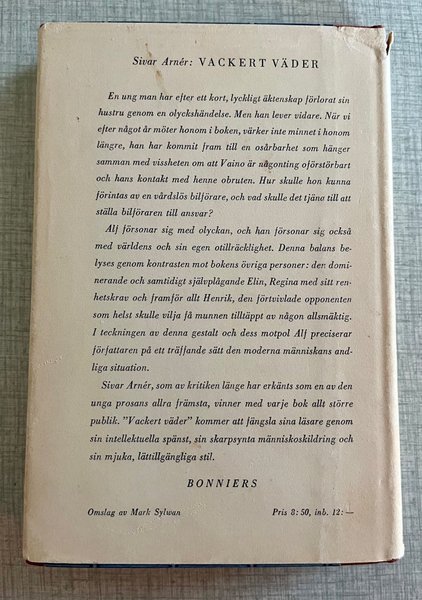 Sivar Arnér: VACKERT VÄDER
En ung man har efter ett kort, lyckligt äktenskap förlorat sin
hustru genom en olyckshändelse. Men han lever vidare. När vi
efter något år möter honom i boken, värker inte minnet i honom
längre, han har kommit fram till en osårbarhet som hänger
samman med vissheten om att Vaino är någonting oförstörbart
och hans kontakt med henne obruten. Hur skulle hon kunna
förintas av en vårdslös bilförare, och vad skulle det tjäna till att
ställa bilföraren till ansvar?
Alf försonar sig med olyckan, och han försonar sig också
med världens och sin egen otillräcklighet. Denna balans be-
lyses genom kontrasten mot bokens övriga personer: den domi-
nerande och samtidigt självplågande Elin, Regina med sitt ren-
hetskrav och framför allt Henrik, den förtvivlade opponenten
som helst skulle vilja få munnen tilltäppt av någon allsmäktig.
I teckningen av denna gestalt och dess motpol Alf preciserar
författaren på ett träffande sätt den moderna människans and-
liga situation.
Sivar Arnér, som av kritiken länge har erkänts som en av den
unga prosans allra främsta, vinner med varje bok allt större
publik. "Vackert väder" kommer att fängsla sina läsare genom
sin intellektuella spänst, sin skarpsynta människoskildring och
sin mjuka, lättillgängliga stil.
BONNIERS
Omslag av Mark Sylwan Pris 8:50, inb. 12:—